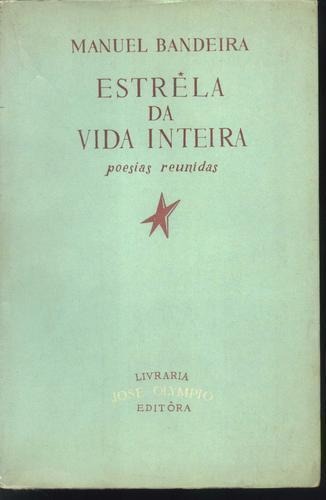 MANUEL BANDEIRA
ESTRÊLA
DA
VIDA INTEIRA
poesias reunidas
LIVRARIA
JOSÉ OLYMPIO
EDITÔRA